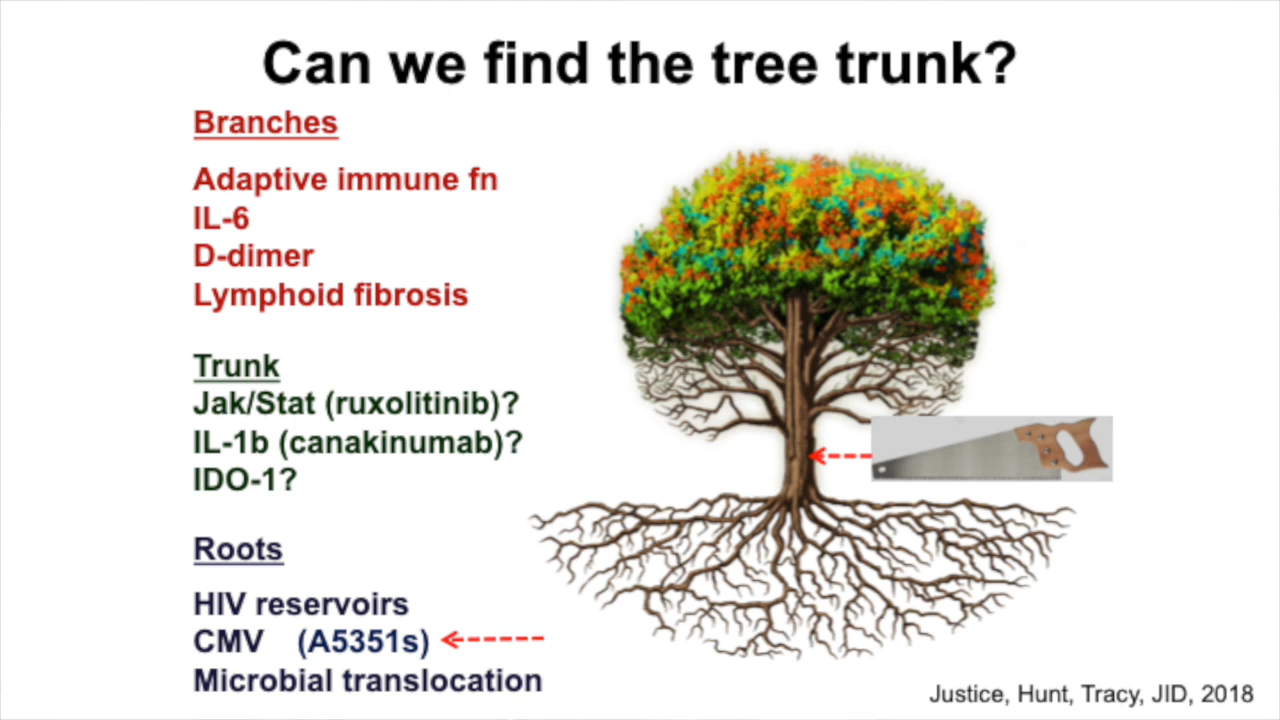 Can we find the tree trunk?
Branches
Adaptive immune fn
IL-6
D-dimer
Lymphoid fibrosis
Trunk
Jak/Stat (ruxolitinib)?
IL-1b (canakinumab)?
IDO-1?
Roots
HIV reservoirs
CMV (A5351s)
Microbial translocation
Justice, Hunt, Tracy, JID, 2018